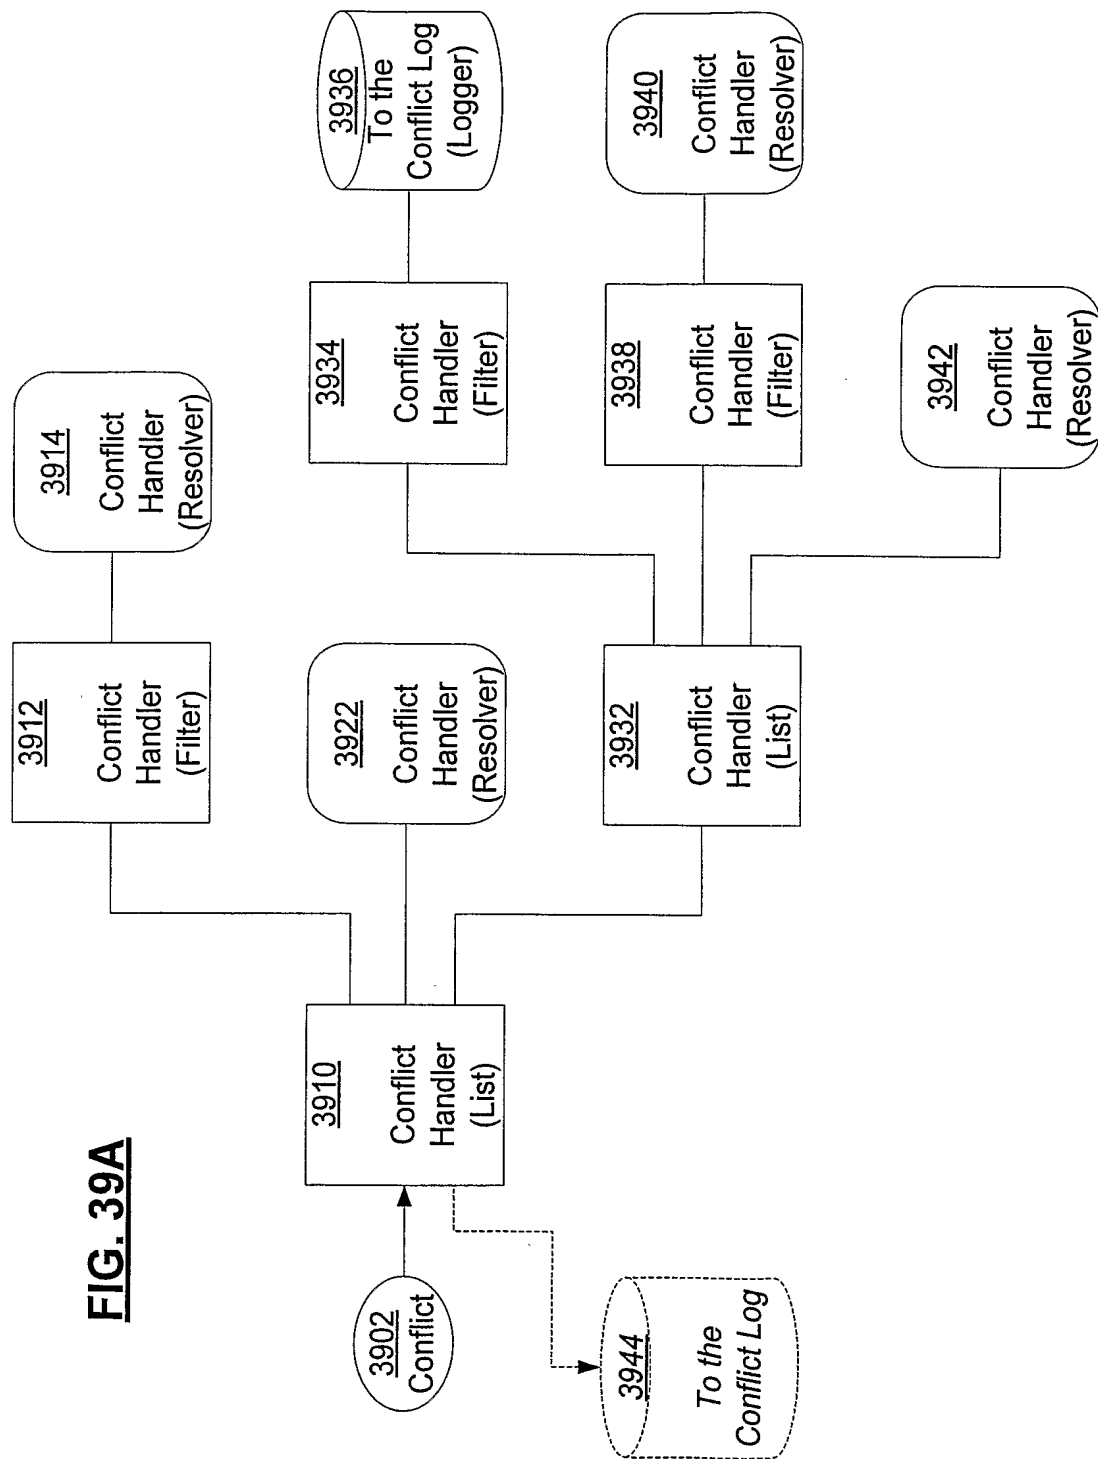 FIG. 39A
3902
Conflict
3944
To the
Conflict Log
3910
Conflict
Handler
(List)
3912
Conflict
Handler
(Filter)
3914
Conflict
Handler
(Resolver)
3922
Conflict
Handler
(Resolver)
3932
Conflict
Handler
(List)
3934
Conflict
Handler
(Filter)
3936
To the
Conflict Log
(Logger)
3938
Conflict
Handler
(Filter)
3940
Conflict
Handler
(Resolver)
3942
Conflict
Handler
(Resolver)